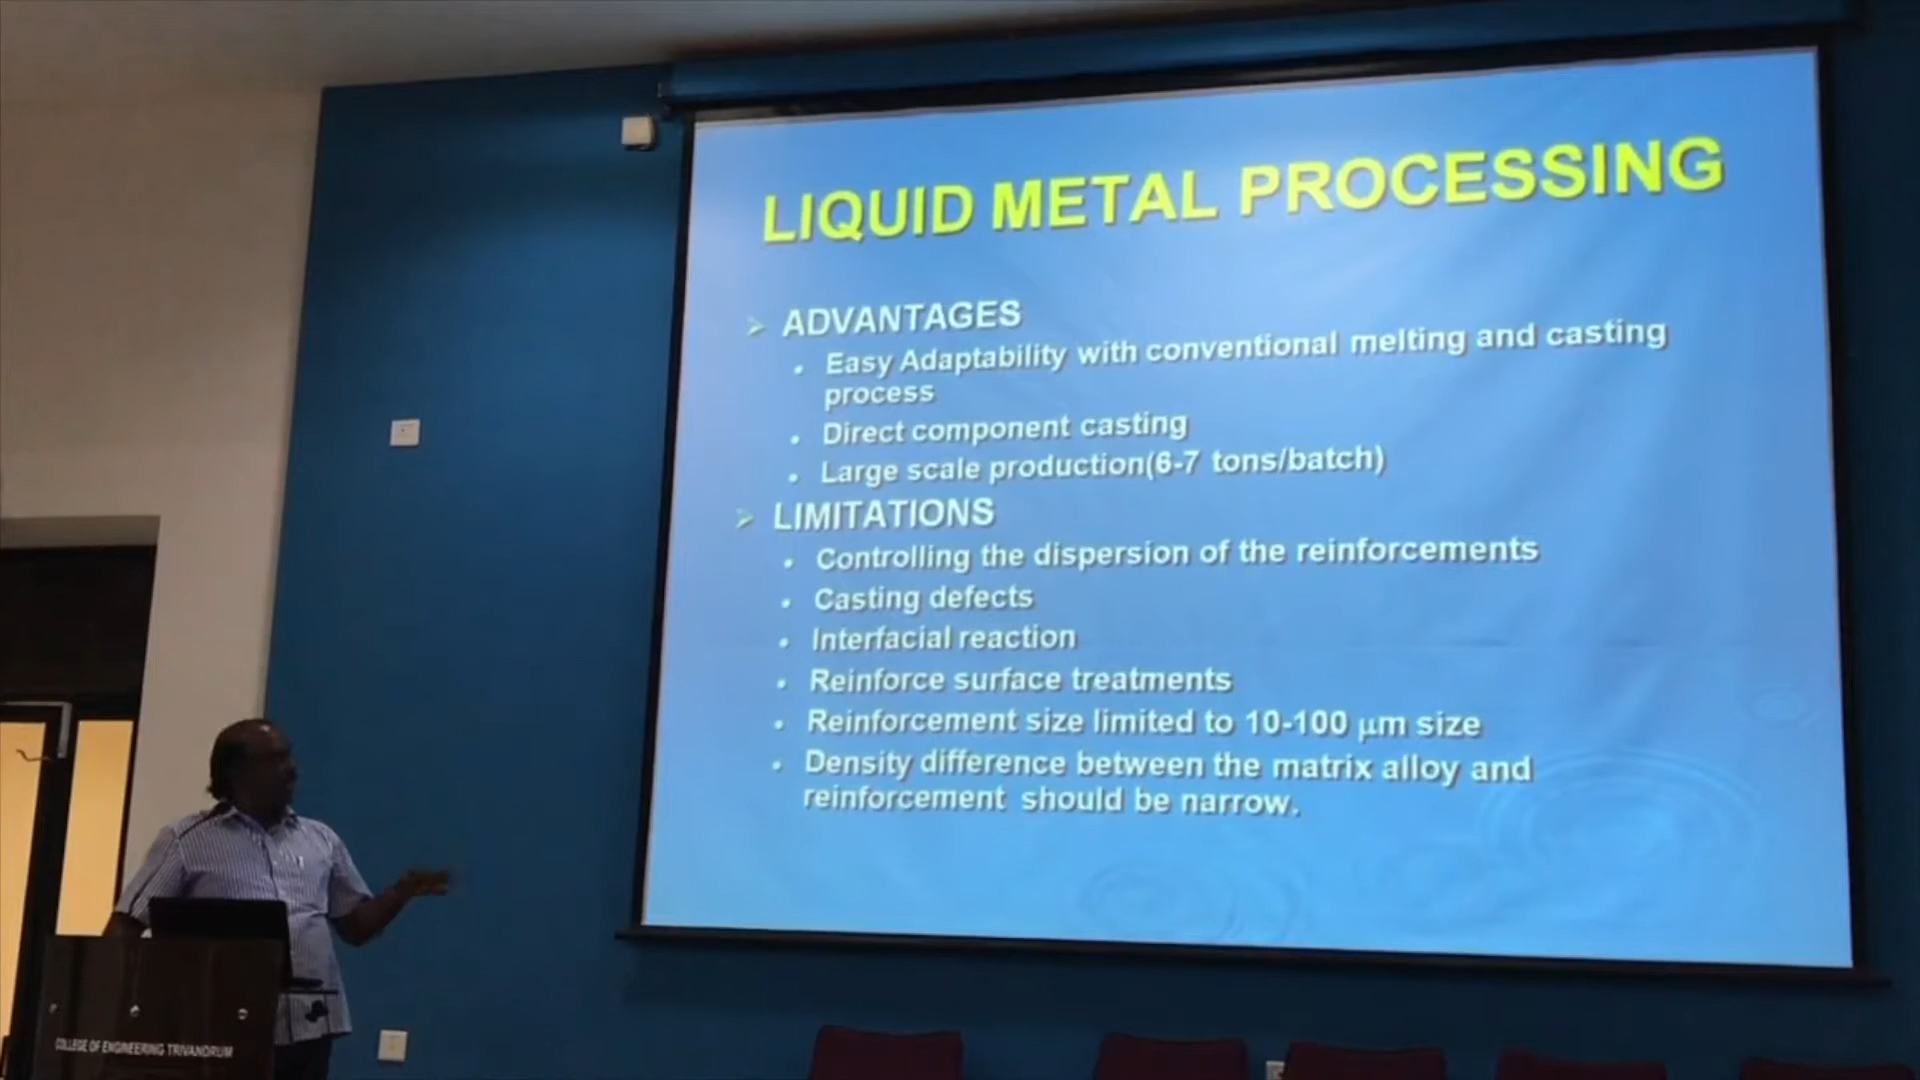 LIQUID METAL PROCESSING
ADVANTAGES
Easy Adaptability with conventional melting and casting
process
Direct component casting
Large scale production(6-7 tons/batch)
LIMITATIONS
Controlling the dispersion of the reinforcements
Casting defects
Interfacial reaction
Reinforce surface treatments
Reinforcement size limited to 10-100 μm size
Density difference between the matrix alloy and
reinforcement should be narrow.
COLLEGE OF ENGINEERING TRIVANDRUM